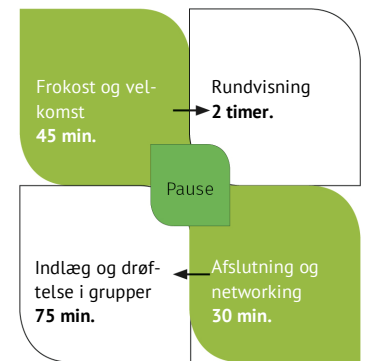 Frokost og vel-
komst
45 min.
Rundvisning
2 timer.
Pause
Indlæg og drøf-
telse i grupper
75 min.
Afslutning og
networking
30 min.